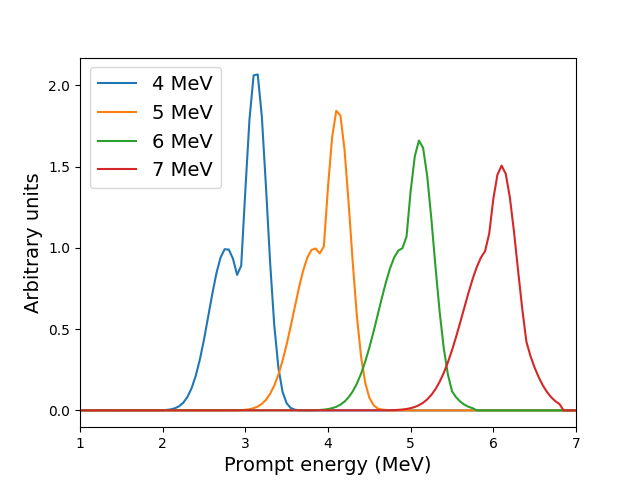 4 MeV
5 MeV
6 MeV
7 MeV
2.0
1.5
1.0
0.5
0.0
Arbitrary units
1 2 3 4 5 6 7
Prompt energy (MeV)